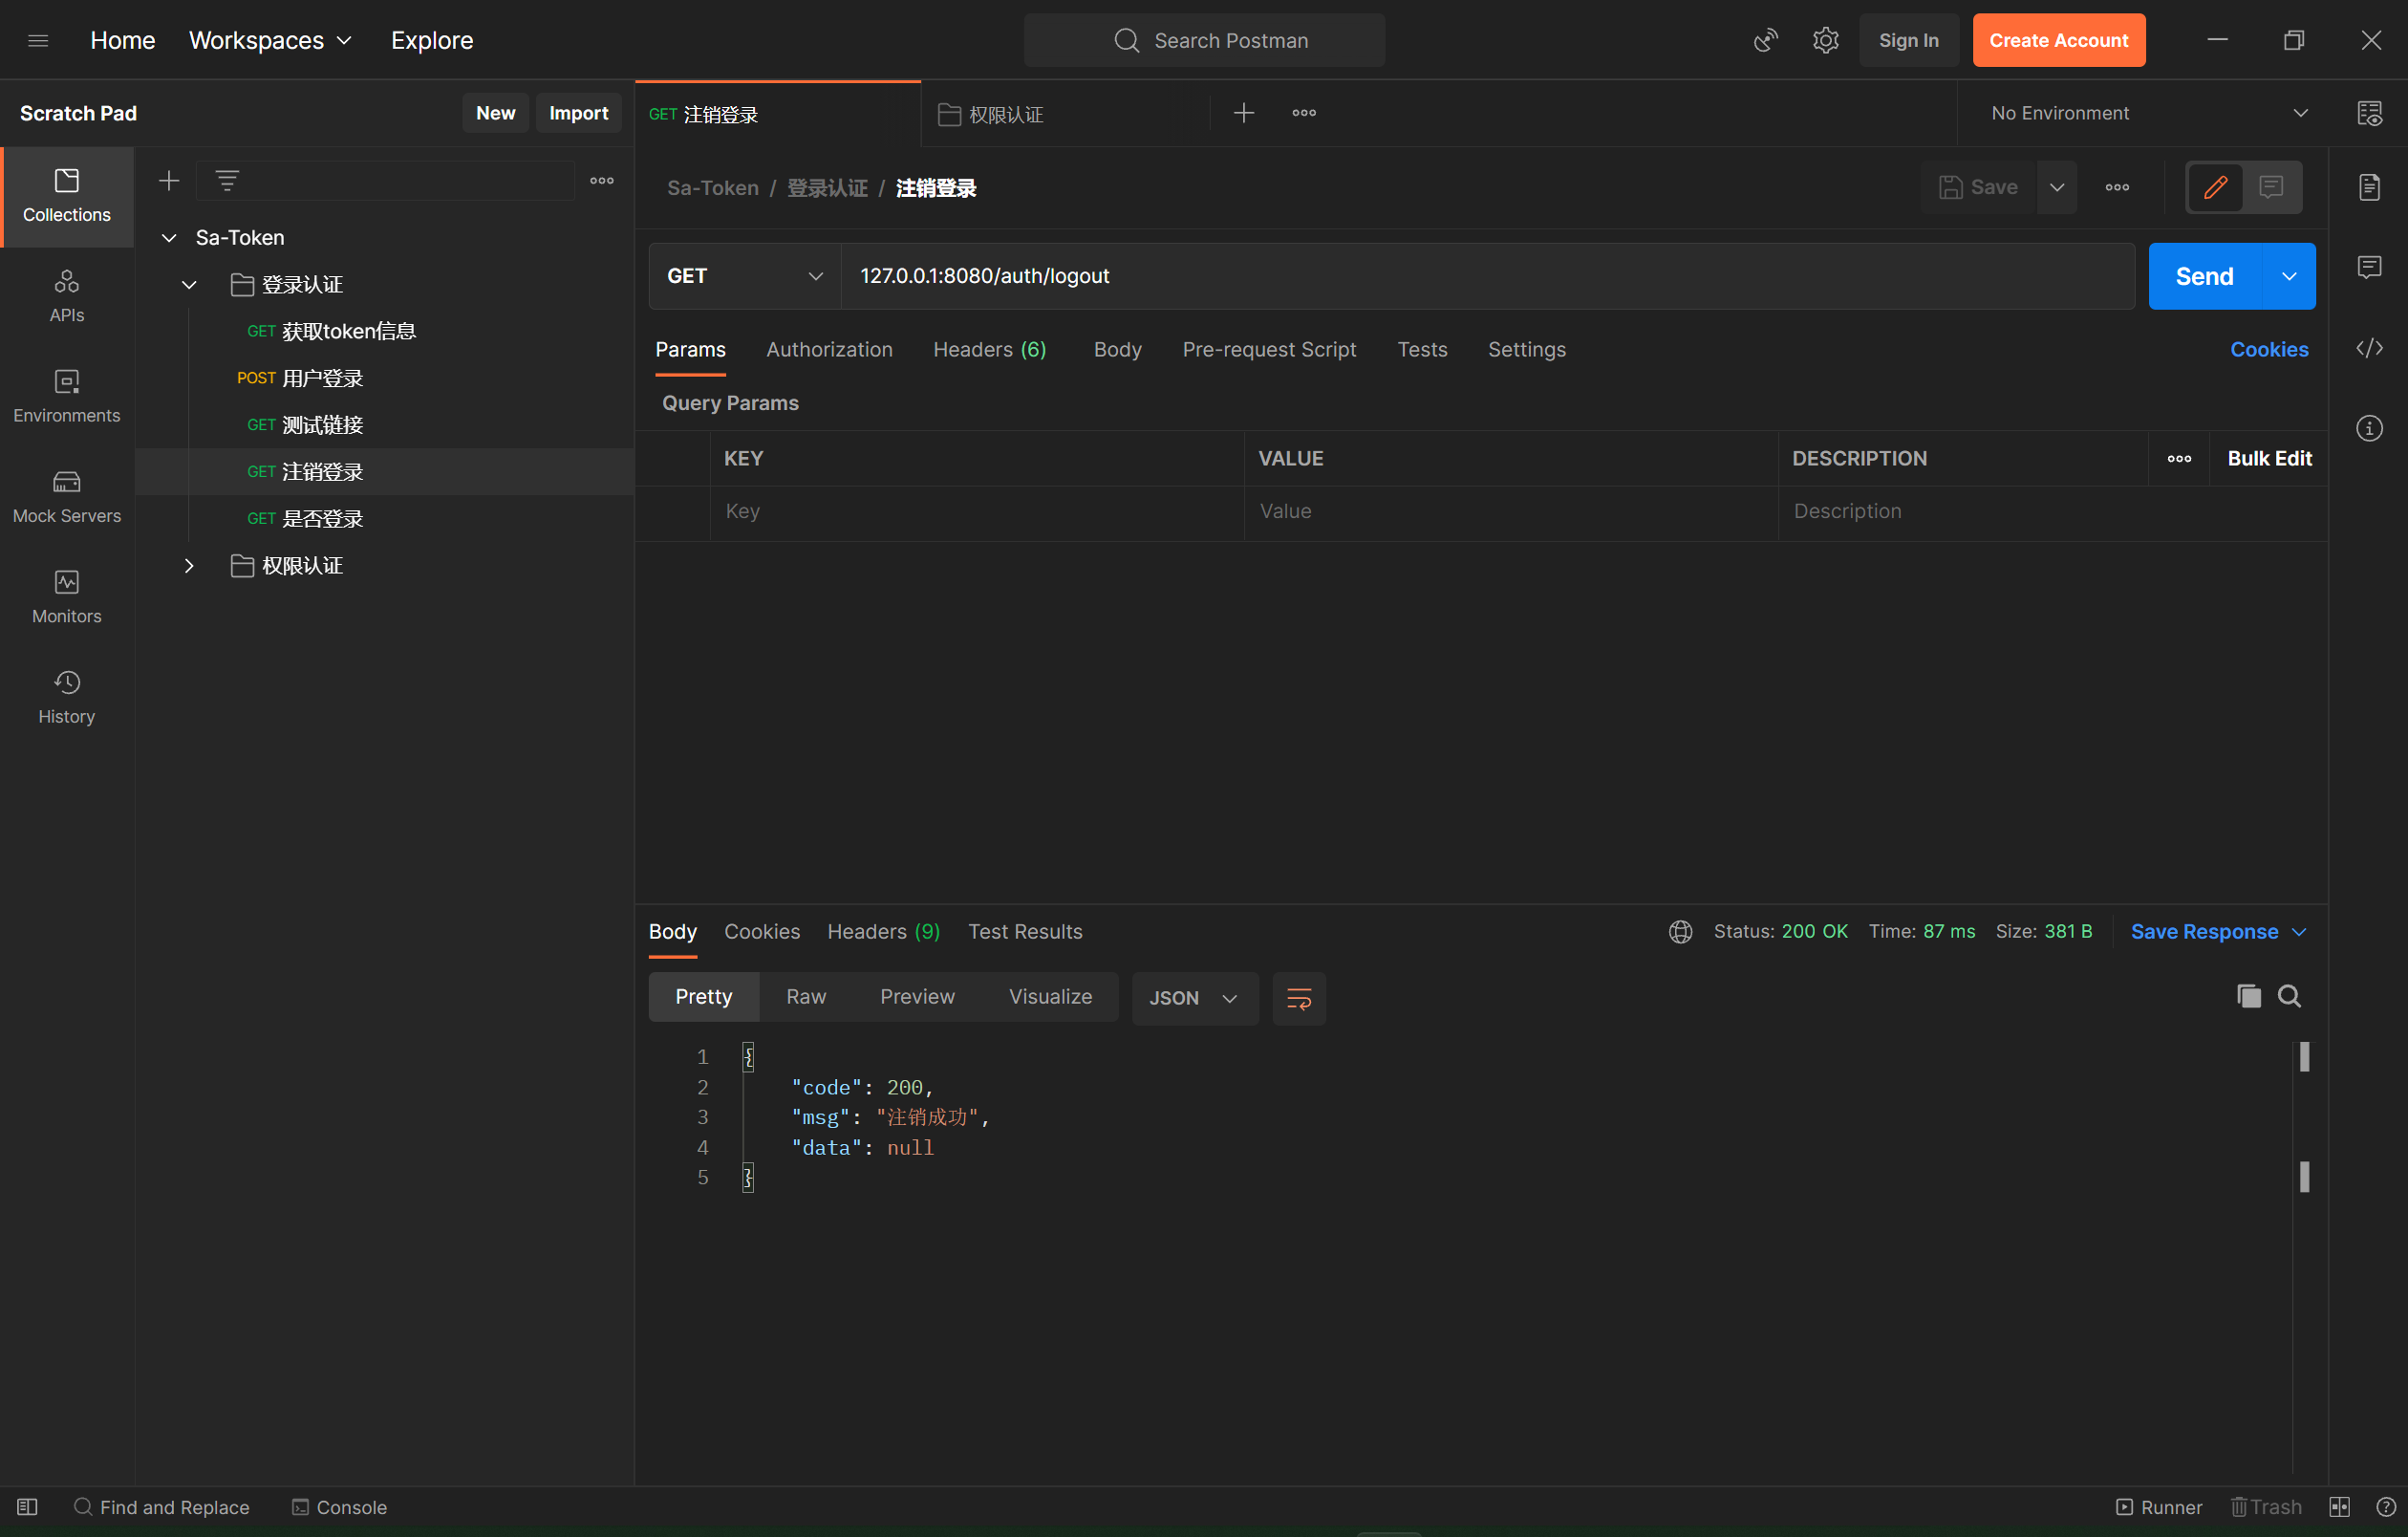 Home Workspaces Explore Search Postman Sign In Create Account
Scratch Pad New Import GET 注销登录 权限认证 No Environment
Collections
APIs
Environments
Mock Servers
Monitors
History
Sa-Token
登录认证
GET 获取token信息
POST 用户登录
GET 测试链接
GET 注销登录
GET 是否登录
权限认证
Sa-Token / 登录认证 / 注销登录 Save
GET 127.0.0.1:8080/auth/logout Send
Params Authorization Headers (6) Body Pre-request Script Tests Settings Cookies
Query Params
KEY VALUE DESCRIPTION Bulk Edit
Key Value Description
Body Cookies Headers (9) Test Results Status: 200 OK Time: 87 ms Size: 381 B Save Response
Pretty Raw Preview Visualize JSON
1 {
2 "code": 200,
3 "msg": "注销成功",
4 "data": null
5 }
Find and Replace Console Runner Trash